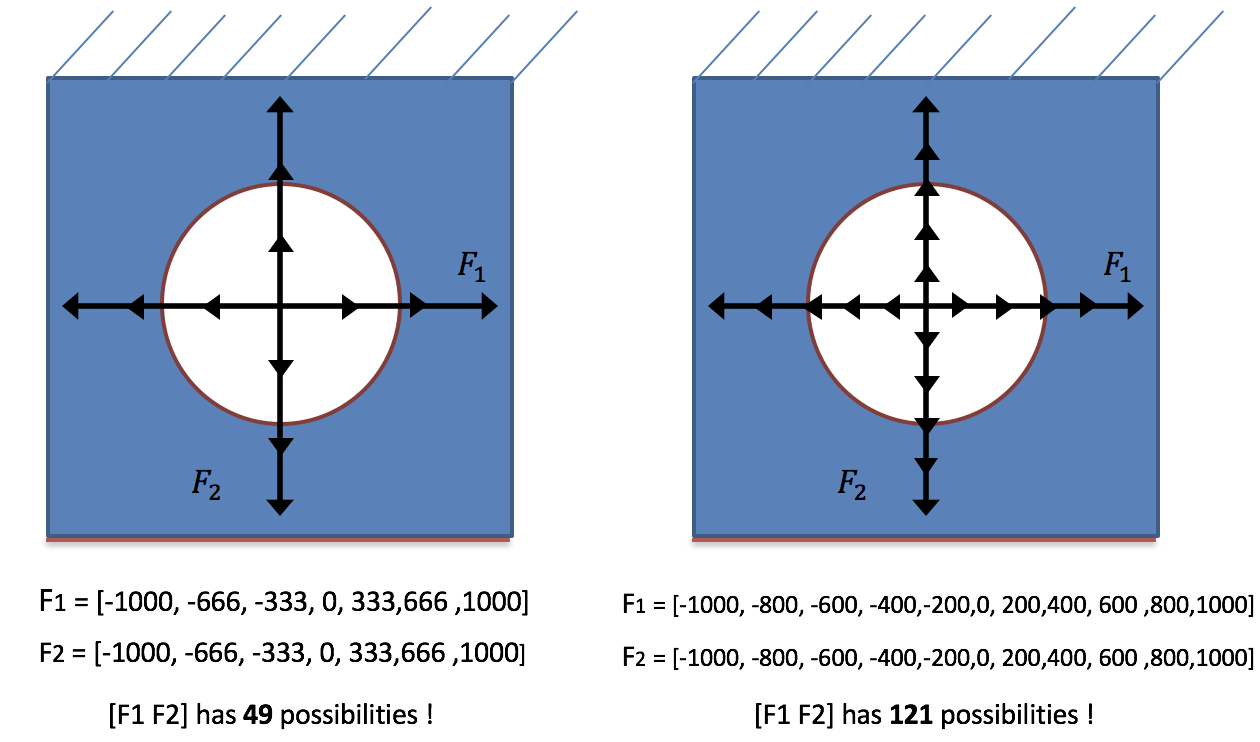 F₁
F₂
F1 = [-1000, -666, -333, 0, 333,666 ,1000]
F2 = [-1000, -666, -333, 0, 333,666 ,1000]
[F1 F2] has 49 possibilities !
F₁
F₂
F1 = [-1000, -800, -600, -400,-200,0, 200,400, 600 ,800,1000]
F2 = [-1000, -800, -600, -400,-200,0, 200,400, 600 ,800,1000]
[F1 F2] has 121 possibilities !